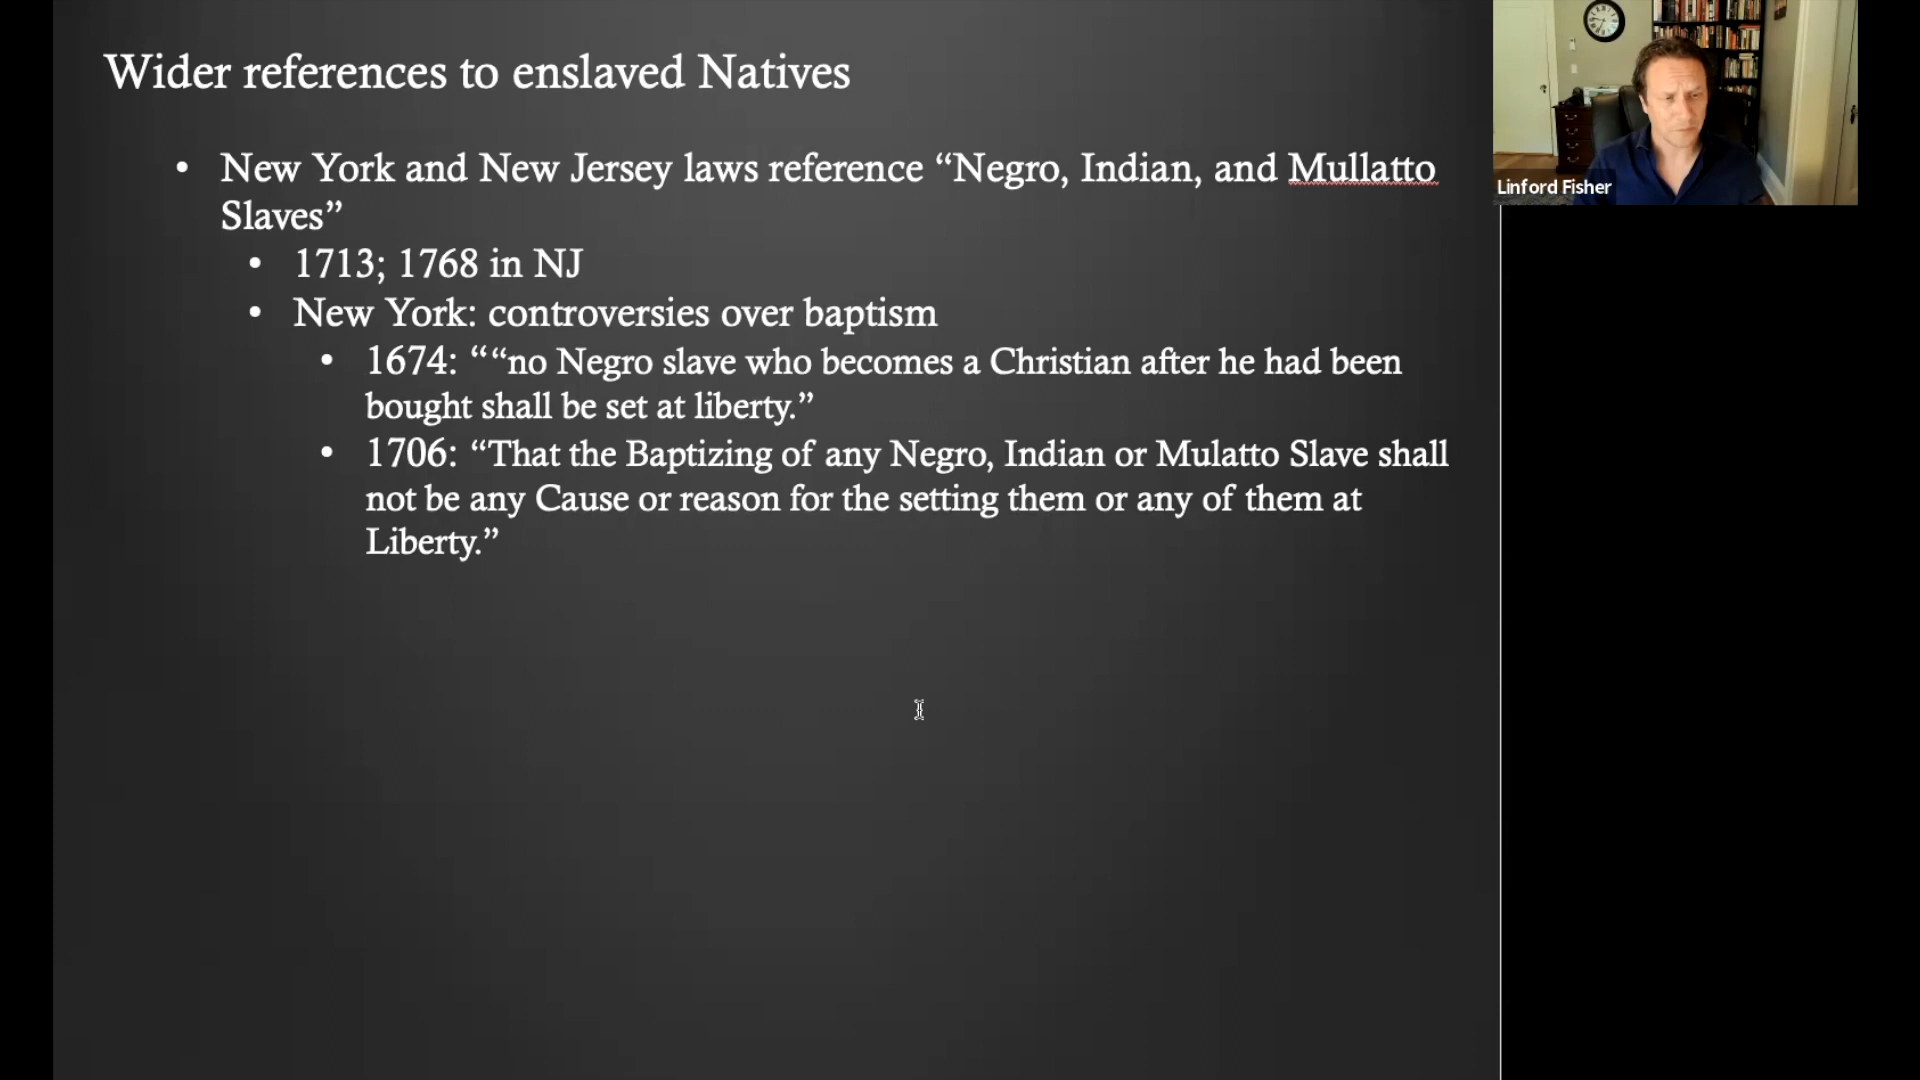 Wider references to enslaved Natives
• New York and New Jersey laws reference “Negro, Indian, and Mullatto
Slaves”
• 1713; 1768 in NJ
• New York: controversies over baptism
• 1674: ““no Negro slave who becomes a Christian after he had been
bought shall be set at liberty.”
• 1706: “That the Baptizing of any Negro, Indian or Mulatto Slave shall
not be any Cause or reason for the setting them or any of them at
Liberty.”
Linford Fisher